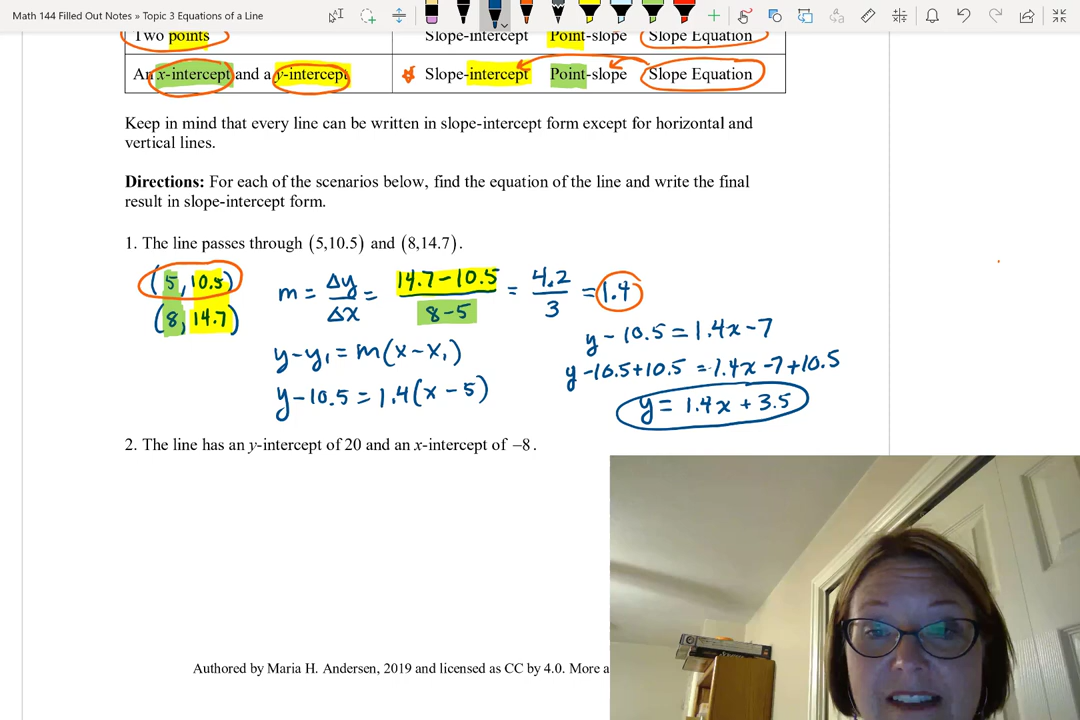 Math 144 Filled Out Notes » Topic 3 Equations of a Line
Two points Slope-intercept Point-slope Slope Equation
An x-intercept and a y-intercept Slope-intercept Point-slope Slope Equation
Keep in mind that every line can be written in slope-intercept form except for horizontal and
vertical lines.
Directions: For each of the scenarios below, find the equation of the line and write the final
result in slope-intercept form.
1. The line passes through (5,10.5) and (8,14.7).
(5,10.5)
(8,14.7)
m = Δy/Δx = (14.7-10.5)/(8-5) = 4.2/3 = 1.4
y-y₁ = m(x-x₁)
y-10.5 = 1.4(x-5)
y-10.5 = 1.4x-7
y-10.5+10.5 = 1.4x-7+10.5
y = 1.4x + 3.5
2. The line has an y-intercept of 20 and an x-intercept of −8.
Authored by Maria H. Andersen, 2019 and licensed as CC by 4.0. More a